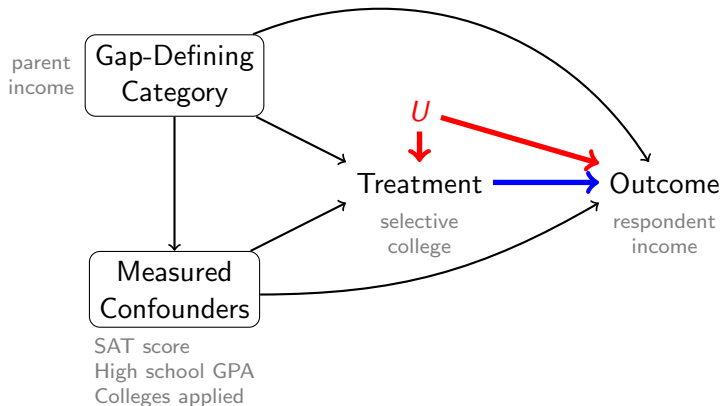 Gap-Defining
Category
parent
income
U
Treatment
Outcome
selective
college
respondent
income
Measured
Confounders
SAT score
High school GPA
Colleges applied